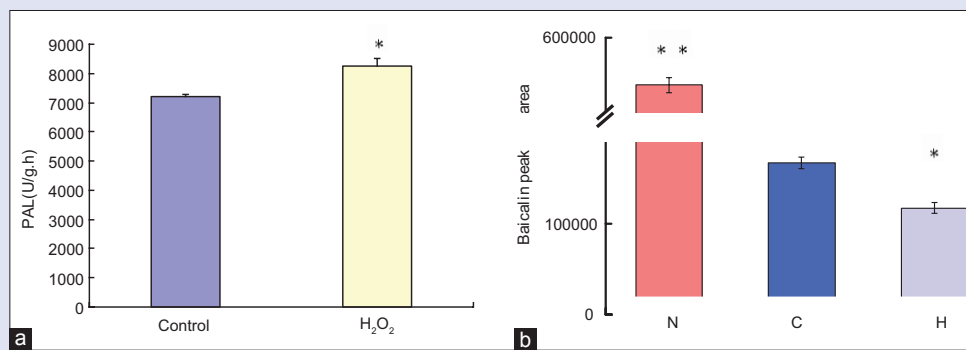 PAL(U/g.h)
9000
8000
7000
6000
5000
4000
3000
2000
1000
0
*
Control
H₂O₂
a
Baicalin peak area
600000
100000
0
* *
*
N
C
H
b